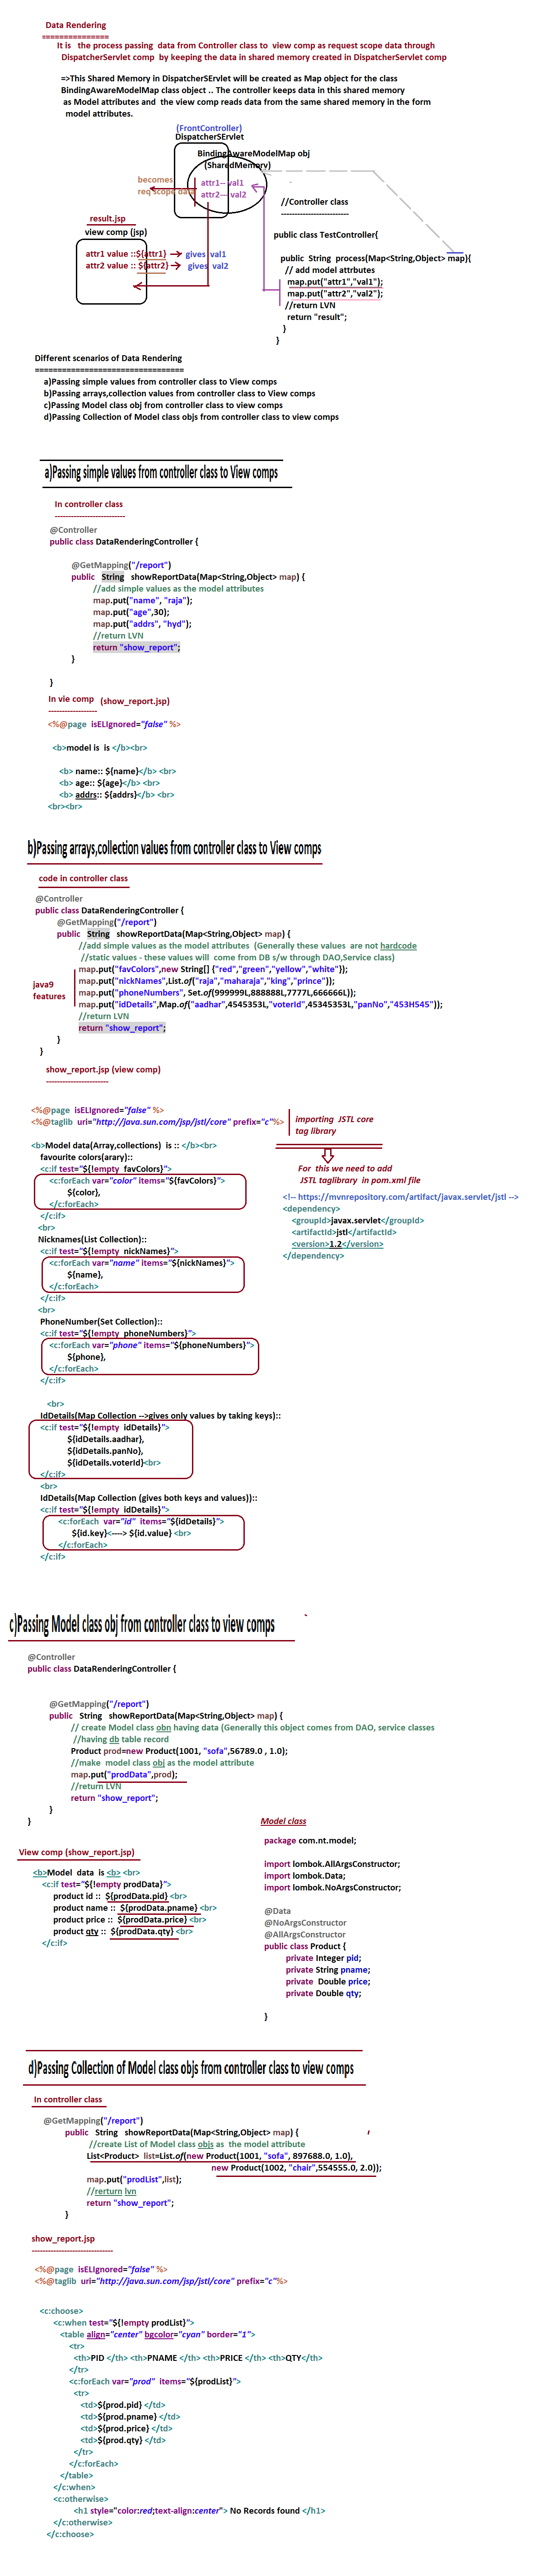 Data Rendering
===============
It is the process passing data from Controller class to view comp as request scope data through
DispatcherServlet comp by keeping the data in shared memory created in DispatcherServlet comp
=>This Shared Memory in DispatcherSErvlet will be created as Map object for the class
BindingAwareModelMap class object .. The controller keeps data in this shared memory
as Model attributes and the view comp reads data from the same shared memory in the form
model attributes.
(FrontController)
DispatcherSErvlet
BindingAwareModelMap obj
(SharedMemory)
becomes
req scope data
attr1-- val1
attr2--- val2
//Controller class
-------------------------
public class TestController{
public String process(Map<String,Object> map){
// add model attrbutes
map.put("attr1","val1");
map.put("attr2","val2");
//return LVN
return "result";
}
}
result.jsp
view comp (jsp)
attr1 value ::${attr1} gives val1
attr2 value :: ${attr2} gives val2
Different scenarios of Data Rendering
================================
a)Passing simple values from controller class to View comps
b)Passing arrays,collection values from controller class to View comps
c)Passing Model class obj from controller class to view comps
d)Passing Collection of Model class objs from controller class to view comps
a)Passing simple values from controller class to View comps
In controller class
--------------------------
@Controller
public class DataRenderingController {
@GetMapping("/report")
public String showReportData(Map<String,Object> map) {
//add simple values as the model attributes
map.put("name", "raja");
map.put("age",30);
map.put("addrs", "hyd");
//return LVN
return "show_report";
}
}
In vie comp (show_report.jsp)
------------------
<%@page isELIgnored="false" %>
<b>model is is </b><br>
<b> name:: ${name}</b> <br>
<b> age:: ${age}</b> <br>
<b> addrs:: ${addrs}</b> <br>
<br><br>
b)Passing arrays,collection values from controller class to View comps
code in controller class
@Controller
public class DataRenderingController {
@GetMapping("/report")
public String showReportData(Map<String,Object> map) {
//add simple values as the model attributes (Generally these values are not hardcode
//static values - these values will come from DB s/w through DAO,Service class)
java9
features
map.put("favColors",new String[] {"red","green","yellow","white"});
map.put("nickNames",List.of("raja","maharaja","king","prince"));
map.put("phoneNumbers", Set.of(999999L,888888L,7777L,666666L));
map.put("idDetails",Map.of("aadhar",4545353L,"voterId",45345353L,"panNo","453H545"));
//return LVN
return "show_report";
}
}
show_report.jsp (view comp)
-----------------------
<%@page isELIgnored="false" %>
<%@taglib uri="http://java.sun.com/jsp/jstl/core" prefix="c"%>
importing JSTL core
tag library
For this we need to add
JSTL taglibrary in pom.xml file
<!-- https://mvnrepository.com/artifact/javax.servlet/jstl -->
<dependency>
<groupId>javax.servlet</groupId>
<artifactId>jstl</artifactId>
<version>1.2</version>
</dependency>
<b>Model data(Array,collections) is :: </b><br>
favourite colors(arary)::
<c:if test="${!empty favColors}">
<c:forEach var="color" items="${favColors}">
${color},
</c:forEach>
</c:if>
<br>
Nicknames(List Collection)::
<c:if test="${!empty nickNames}">
<c:forEach var="name" items="${nickNames}">
${name},
</c:forEach>
</c:if>
<br>
PhoneNumber(Set Collection)::
<c:if test="${!empty phoneNumbers}">
<c:forEach var="phone" items="${phoneNumbers}">
${phone},
</c:forEach>
</c:if>
<br>
IdDetails(Map Collection -->gives only values by taking keys)::
<c:if test="${!empty idDetails}">
${idDetails.aadhar},
${idDetails.panNo},
${idDetails.voterId}<br>
</c:if>
<br>
IdDetails(Map Collection (gives both keys and values))::
<c:if test="${!empty idDetails}">
<c:forEach var="id" items="${idDetails}">
${id.key}<----> ${id.value} <br>
</c:forEach>
</c:if>
c)Passing Model class obj from controller class to view comps
@Controller
public class DataRenderingController {
@GetMapping("/report")
public String showReportData(Map<String,Object> map) {
// create Model class obn having data (Generally this object comes from DAO, service classes
//having db table record
Product prod=new Product(1001, "sofa",56789.0 , 1.0);
//make model class obj as the model attribute
map.put("prodData",prod);
//return LVN
return "show_report";
}
}
Model class
package com.nt.model;
import lombok.AllArgsConstructor;
import lombok.Data;
import lombok.NoArgsConstructor;
@Data
@NoArgsConstructor
@AllArgsConstructor
public class Product {
private Integer pid;
private String pname;
private Double price;
private Double qty;
}
View comp (show_report.jsp)
<b>Model data is <b> <br>
<c:if test="${!empty prodData}">
product id :: ${prodData.pid} <br>
product name :: ${prodData.pname} <br>
product price :: ${prodData.price} <br>
product qty :: ${prodData.qty} <br>
</c:if>
d)Passing Collection of Model class objs from controller class to view comps
In controller class
@GetMapping("/report")
public String showReportData(Map<String,Object> map) {
//create List of Model class objs as the model attribute
List<Product> list=List.of(new Product(1001, "sofa", 897688.0, 1.0),
new Product(1002, "chair",554555.0, 2.0));
map.put("prodList",list);
//rerturn lvn
return "show_report";
}
show_report.jsp
------------------------------
<%@page isELIgnored="false" %>
<%@taglib uri="http://java.sun.com/jsp/jstl/core" prefix="c"%>
<c:choose>
<c:when test="${!empty prodList}">
<table align="center" bgcolor="cyan" border="1">
<tr>
<th>PID </th> <th>PNAME </th> <th>PRICE </th> <th>QTY</th>
</tr>
<c:forEach var="prod" items="${prodList}">
<tr>
<td>${prod.pid} </td>
<td>${prod.pname} </td>
<td>${prod.price} </td>
<td>${prod.qty} </td>
</tr>
</c:forEach>
</table>
</c:when>
<c:otherwise>
<h1 style="color:red;text-align:center"> No Records found </h1>
</c:otherwise>
</c:choose>